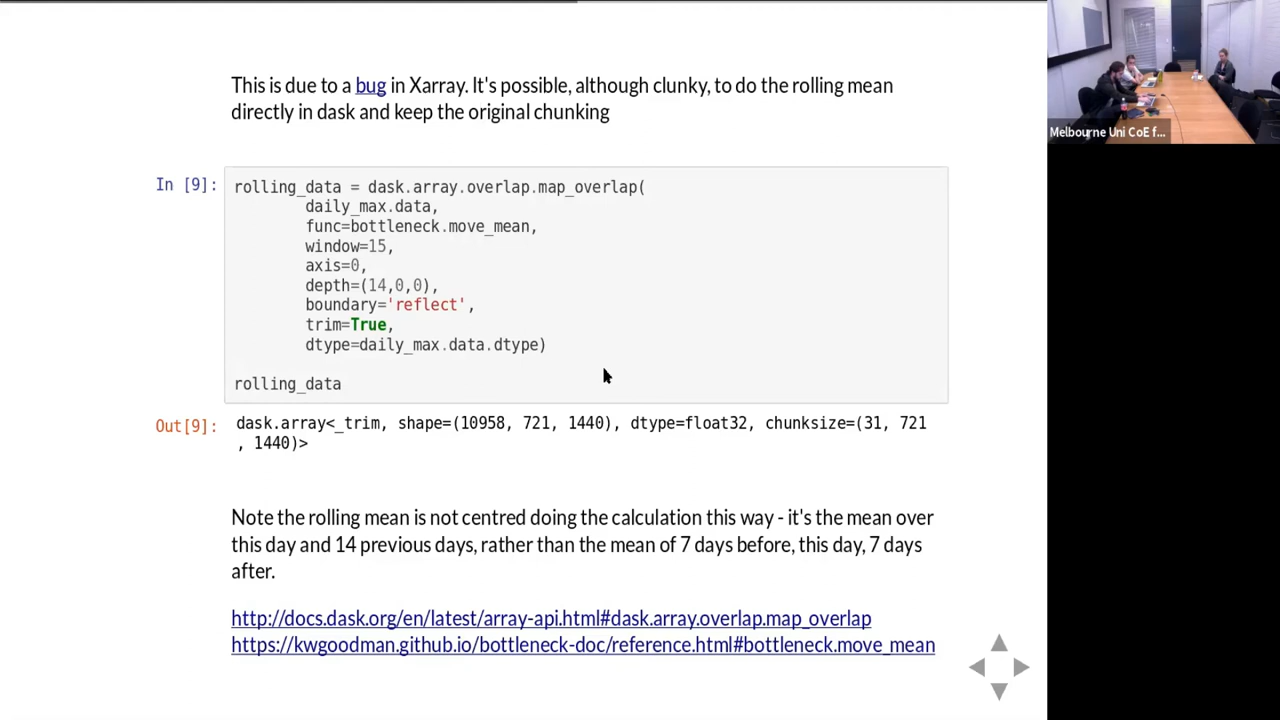 This is due to a bug in Xarray. It's possible, although clunky, to do the rolling mean
directly in dask and keep the original chunking
In [9]:
rolling_data = dask.array.overlap.map_overlap(
daily_max.data,
func=bottleneck.move_mean,
window=15,
axis=0,
depth=(14,0,0),
boundary='reflect',
trim=True,
dtype=daily_max.data.dtype)
rolling_data
Out[9]:
dask.array<_trim, shape=(10958, 721, 1440), dtype=float32, chunksize=(31, 721
, 1440)>
Note the rolling mean is not centred doing the calculation this way - it's the mean over
this day and 14 previous days, rather than the mean of 7 days before, this day, 7 days
after.
http://docs.dask.org/en/latest/array-api.html#dask.array.overlap.map_overlap
https://kwgoodman.github.io/bottleneck-doc/reference.html#bottleneck.move_mean
Melbourne Uni CoE f...